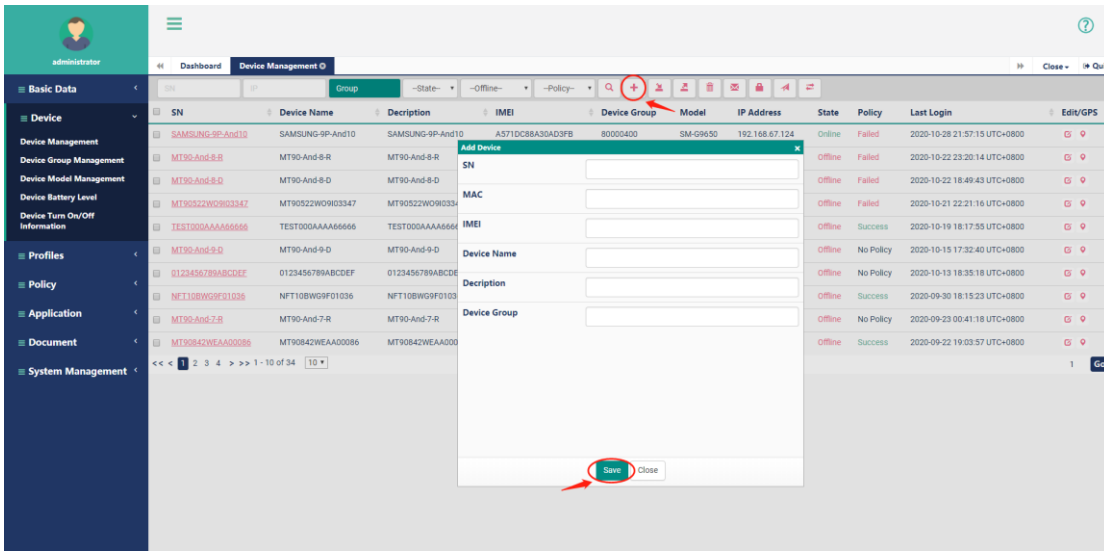 administrator
Dashboard Device Management Close Qu
Basic Data
SN IP Group --State-- --Offline-- --Policy--
Device
Device Management
Device Group Management
Device Model Management
Device Battery Level
Device Turn On/Off
Information
Profiles
Policy
Application
Document
System Management
SN Device Name Decription IMEI Device Group Model IP Address State Policy Last Login Edit/GPS
SAMSUNG-9P-And10 SAMSUNG-9P-And10 SAMSUNG-9P-And10 A571DC88A30AD3FB 80000400 SM-G9650 192.168.67.124 Online Failed 2020-10-28 21:57:15 UTC+0800
MT90-And-8-R MT90-And-8-R MT90-And-8-R Offline Failed 2020-10-22 23:20:14 UTC+0800
MT90-And-8-D MT90-And-8-D MT90-And-8-D Offline Failed 2020-10-22 18:49:43 UTC+0800
MT90522WO9I03347 MT90522WO9I03347 MT90522WO9I0334 Offline Failed 2020-10-21 22:21:16 UTC+0800
TEST000AAAA66666 TEST000AAAA66666 TEST000AAAA6666 Offline Success 2020-10-19 18:17:55 UTC+0800
MT90-And-9-D MT90-And-9-D MT90-And-9-D Offline No Policy 2020-10-15 17:32:40 UTC+0800
0123456789ABCDEF 0123456789ABCDEF 0123456789ABCDE Offline No Policy 2020-10-13 18:35:18 UTC+0800
NFT10BWG9F01036 NFT10BWG9F01036 NFT10BWG9F0103 Offline Success 2020-09-30 18:15:23 UTC+0800
MT90-And-7-R MT90-And-7-R MT90-And-7-R Offline No Policy 2020-09-23 00:41:18 UTC+0800
MT90842WEAA00086 MT90842WEAA00086 MT90842WEAA000 Offline Success 2020-09-22 19:03:57 UTC+0800
<< < 1 2 3 4 > >> 1 - 10 of 34 10 1 Go
Add Device x
SN
MAC
IMEI
Device Name
Decription
Device Group
Save Close